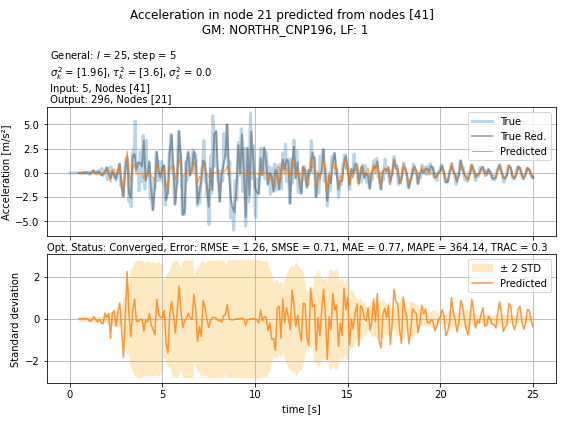 Acceleration in node 21 predicted from nodes [41]
GM: NORTHR_CNP196, LF: 1
General: l = 25, step = 5
σ²ₖ = [1.96], τ²ₖ = [3.6], σ²ε = 0.0
Input: 5, Nodes [41]
Output: 296, Nodes [21]
Acceleration [m/s²]
5.0
2.5
0.0
−2.5
−5.0
True
True Red.
Predicted
Opt. Status: Converged, Error: RMSE = 1.26, SMSE = 0.71, MAE = 0.77, MAPE = 364.14, TRAC = 0.3
Standard deviation
2
0
−2
± 2 STD
Predicted
0
5
10
15
20
25
time [s]